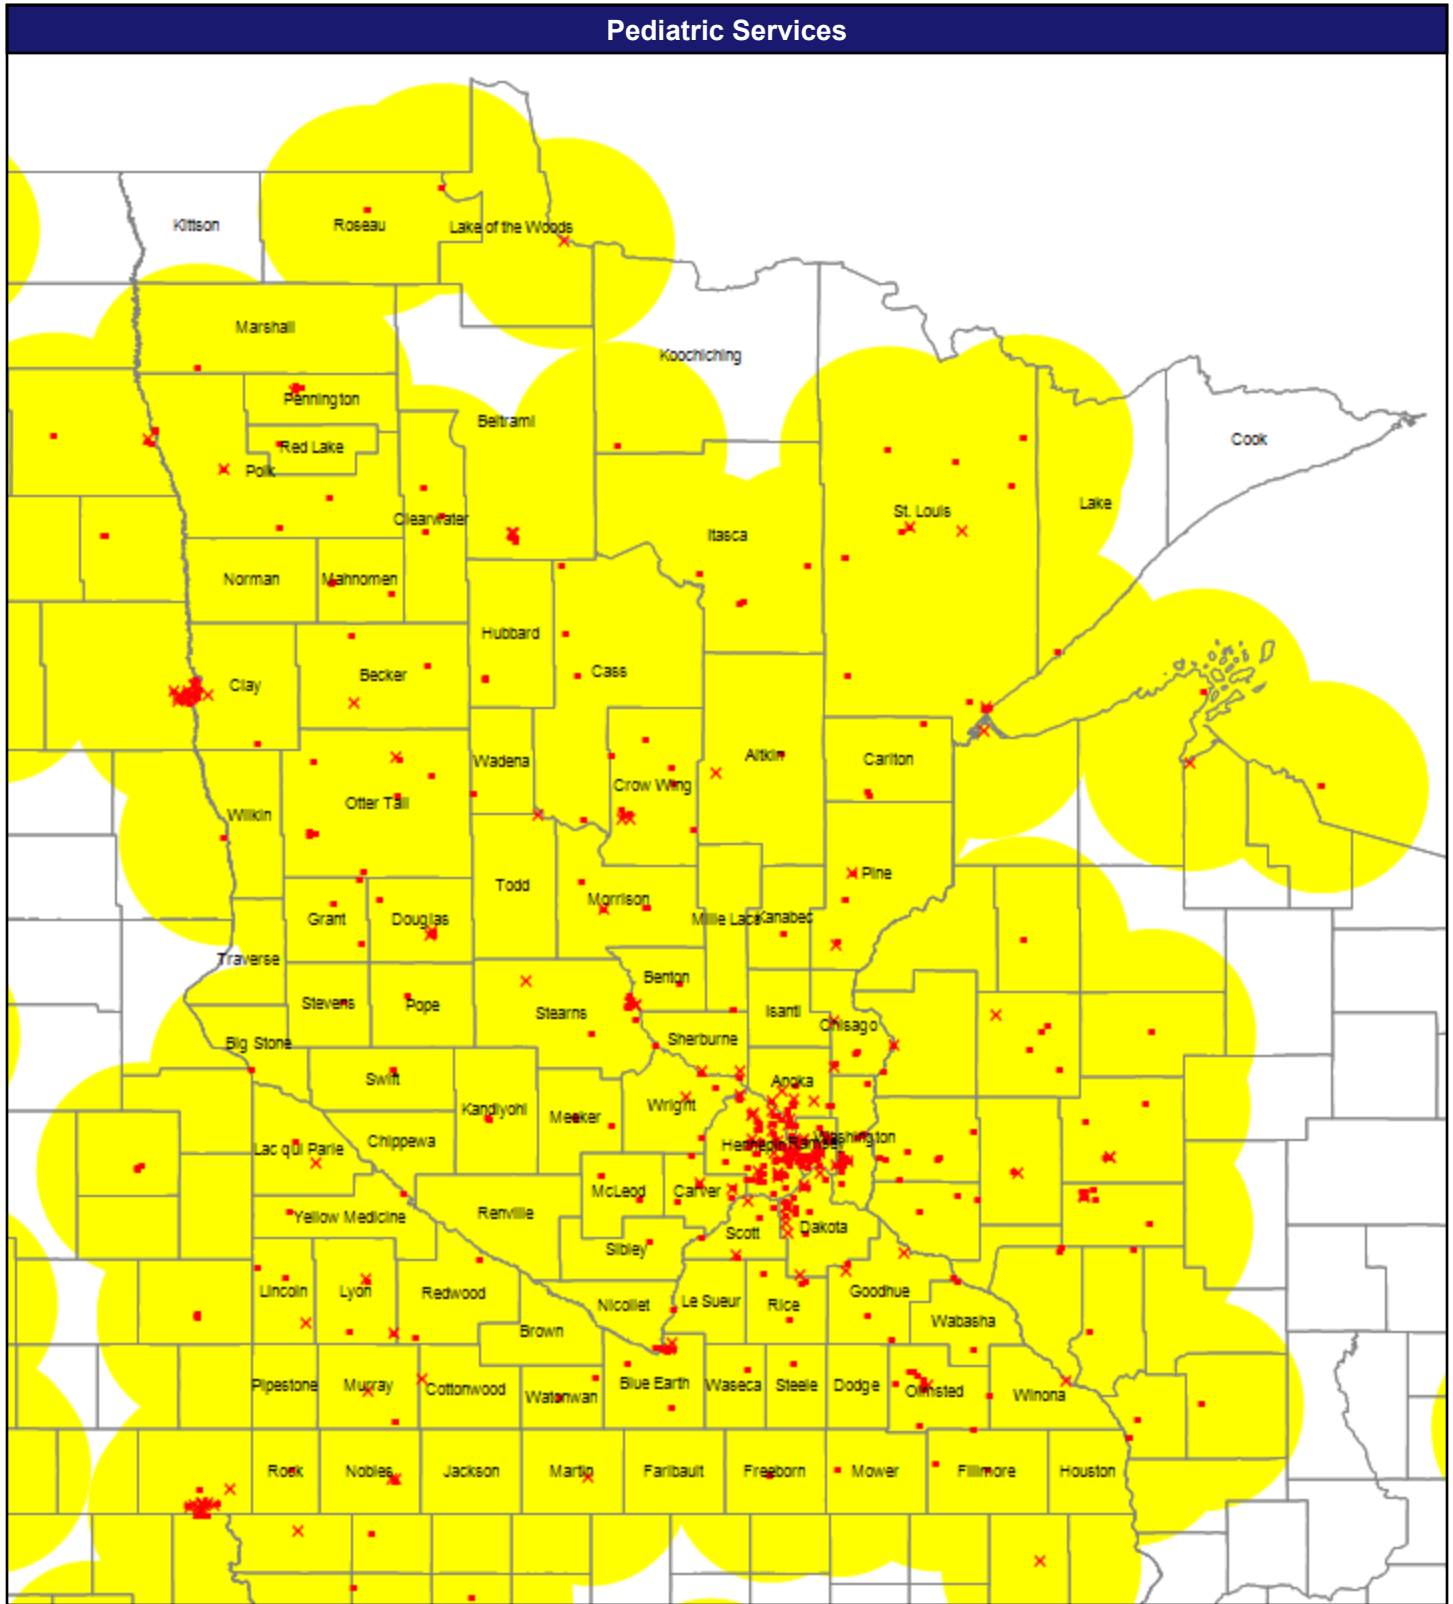 Pediatric Services
Kittson
Roseau
Lake of the Woods
Marshall
Koochiching
Pennington
Beltrami
Cook
Red Lake
Polk
Lake
St. Louis
Clearwater
Itasca
Norman
Mahnomen
Hubbard
Cass
Becker
Clay
Aitkin
Carlton
Wadena
Crow Wing
Otter Tail
Wilkin
Pine
Todd
Morrison
Grant
Douglas
Mille Lacs
Kanabec
Traverse
Benton
Stevens
Pope
Stearns
Isanti
Chisago
Sherburne
Big Stone
Swift
Anoka
Wright
Kandiyohi
Meeker
Chippewa
Lac qui Parle
Hennepin
Ramsey
Washington
McLeod
Carver
Renville
Yellow Medicine
Scott
Dakota
Sibley
Lincoln
Lyon
Redwood
Nicollet
Le Sueur
Rice
Goodhue
Wabasha
Brown
Pipestone
Murray
Cottonwood
Watonwan
Blue Earth
Waseca
Steele
Dodge
Olmsted
Winona
Rock
Nobles
Jackson
Martin
Faribault
Freeborn
Mower
Fillmore
Houston